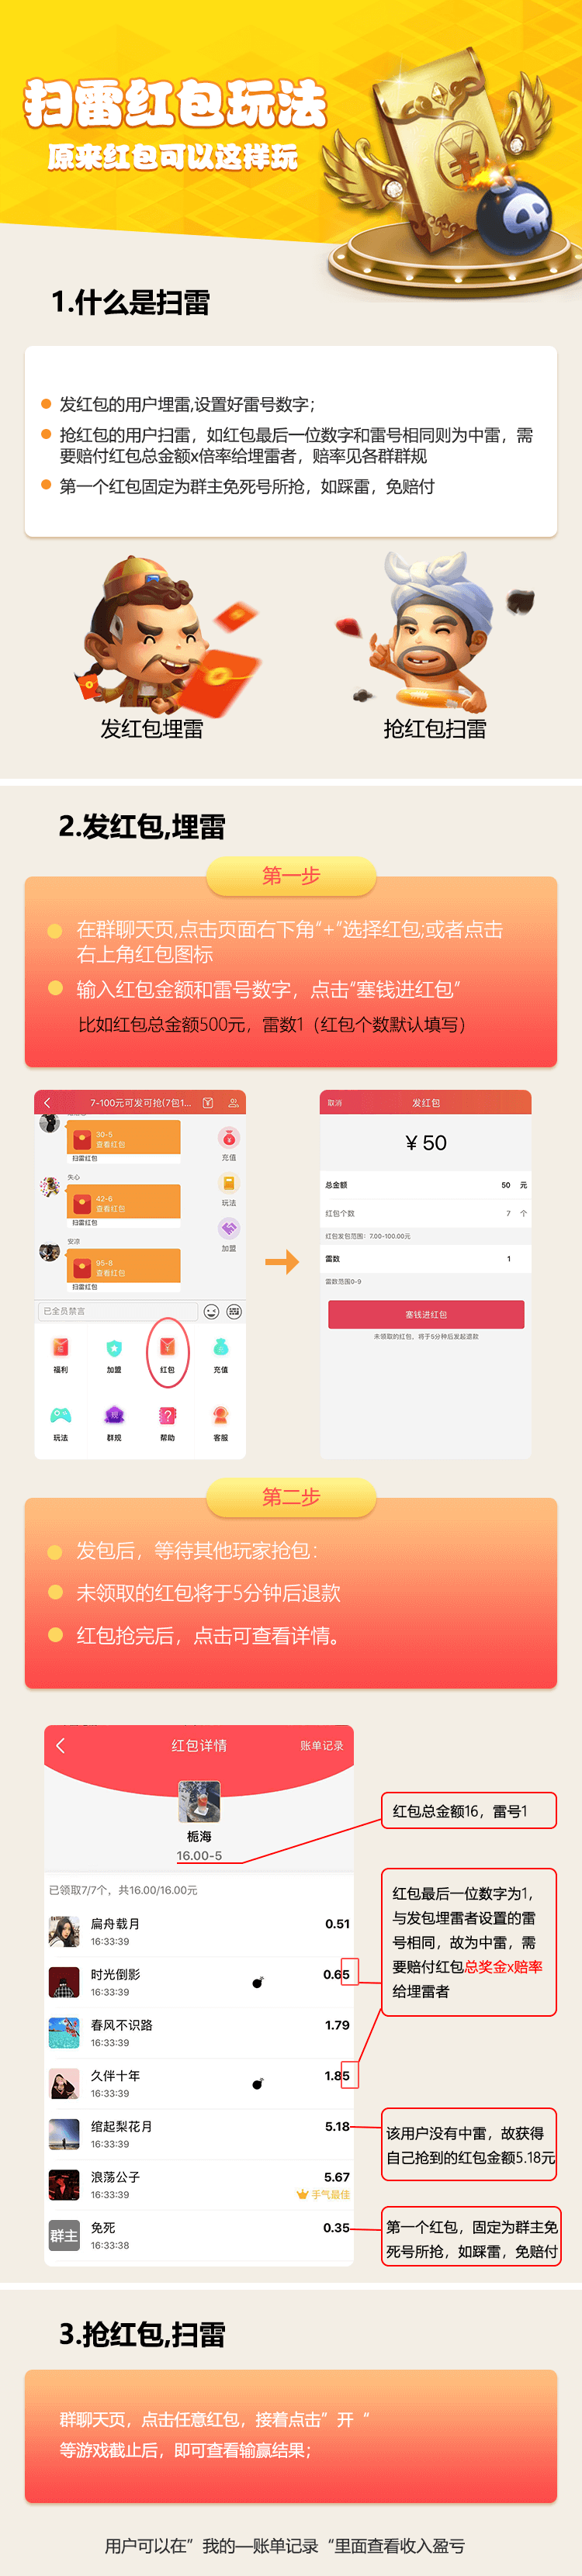 扫雷红包玩法
原来红包可以这样玩
1.什么是扫雷
发红包的用户埋雷,设置好雷号数字；
抢红包的用户扫雷，如红包最后一位数字和雷号相同则为中雷，需
要赔付红包总金额x倍率给埋雷者，赔率见各群群规
第一个红包固定为群主免死号所抢，如踩雷，免赔付
发红包埋雷
抢红包扫雷
2.发红包,埋雷
第一步
在群聊天页,点击页面右下角“+”选择红包;或者点击
右上角红包图标
输入红包金额和雷号数字，点击“塞钱进红包”
比如红包总金额500元，雷数1（红包个数默认填写）
7-100元可发可抢(7包1...
30-5
查看红包
扫雷红包
充值
矢心
42-6
查看红包
扫雷红包
玩法
安凉
95-8
查看红包
扫雷红包
加盟
已全员禁言
福利
加盟
红包
充值
玩法
群规
帮助
客服
取消
发红包
￥50
总金额 50 元
红包个数 7 个
红包发包范围：7.00-100.00元
雷数 1
雷数范围0-9
塞钱进红包
未领取的红包，将于5分钟后发起退款
第二步
发包后，等待其他玩家抢包：
未领取的红包将于5分钟后退款
红包抢完后，点击可查看详情。
红包详情
账单记录
栀海
16.00-5
红包总金额16，雷号1
已领取7/7个，共16.00/16.00元
扁舟载月 0.51
16:33:39
时光倒影 0.65
16:33:39
春风不识路 1.79
16:33:39
久伴十年 1.85
16:33:39
绾起梨花月 5.18
16:33:39
浪荡公子 5.67
16:33:39 手气最佳
群主
免死 0.35
16:33:38
红包最后一位数字为1，
与发包埋雷者设置的雷
号相同，故为中雷，需
要赔付红包总奖金x赔率
给埋雷者
该用户没有中雷，故获得
自己抢到的红包金额5.18元
第一个红包，固定为群主免
死号所抢，如踩雷，免赔付
3.抢红包,扫雷
群聊天页，点击任意红包，接着点击”开“
等游戏截止后，即可查看输赢结果；
用户可以在”我的—账单记录“里面查看收入盈亏